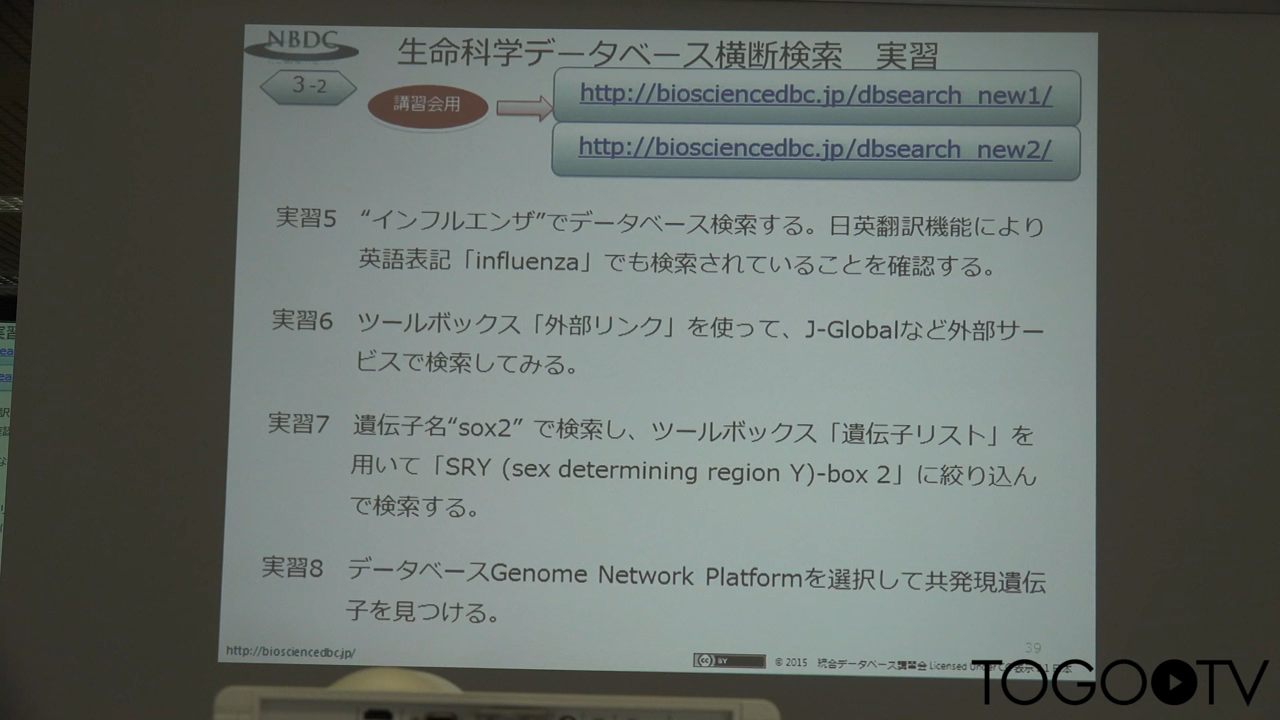 NBDC
生命科学データベース横断検索 実習
3-2
講習会用
http://biosciencedbc.jp/dbsearch_new1/
http://biosciencedbc.jp/dbsearch_new2/
実習5 “インフルエンザ”でデータベース検索する。日英翻訳機能により
英語表記「influenza」でも検索されていることを確認する。
実習6 ツールボックス「外部リンク」を使って、J-Globalなど外部サー
ビスで検索してみる。
実習7 遺伝子名“sox2” で検索し、ツールボックス「遺伝子リスト」を
用いて「SRY (sex determining region Y)-box 2」に絞り込ん
で検索する。
実習8 データベースGenome Network Platformを選択して共発現遺伝
子を見つける。
39
http://biosciencedbc.jp/
cc BY
© 2015 統合データベース講習会 Licensed Under CC 表示
TOGOTV